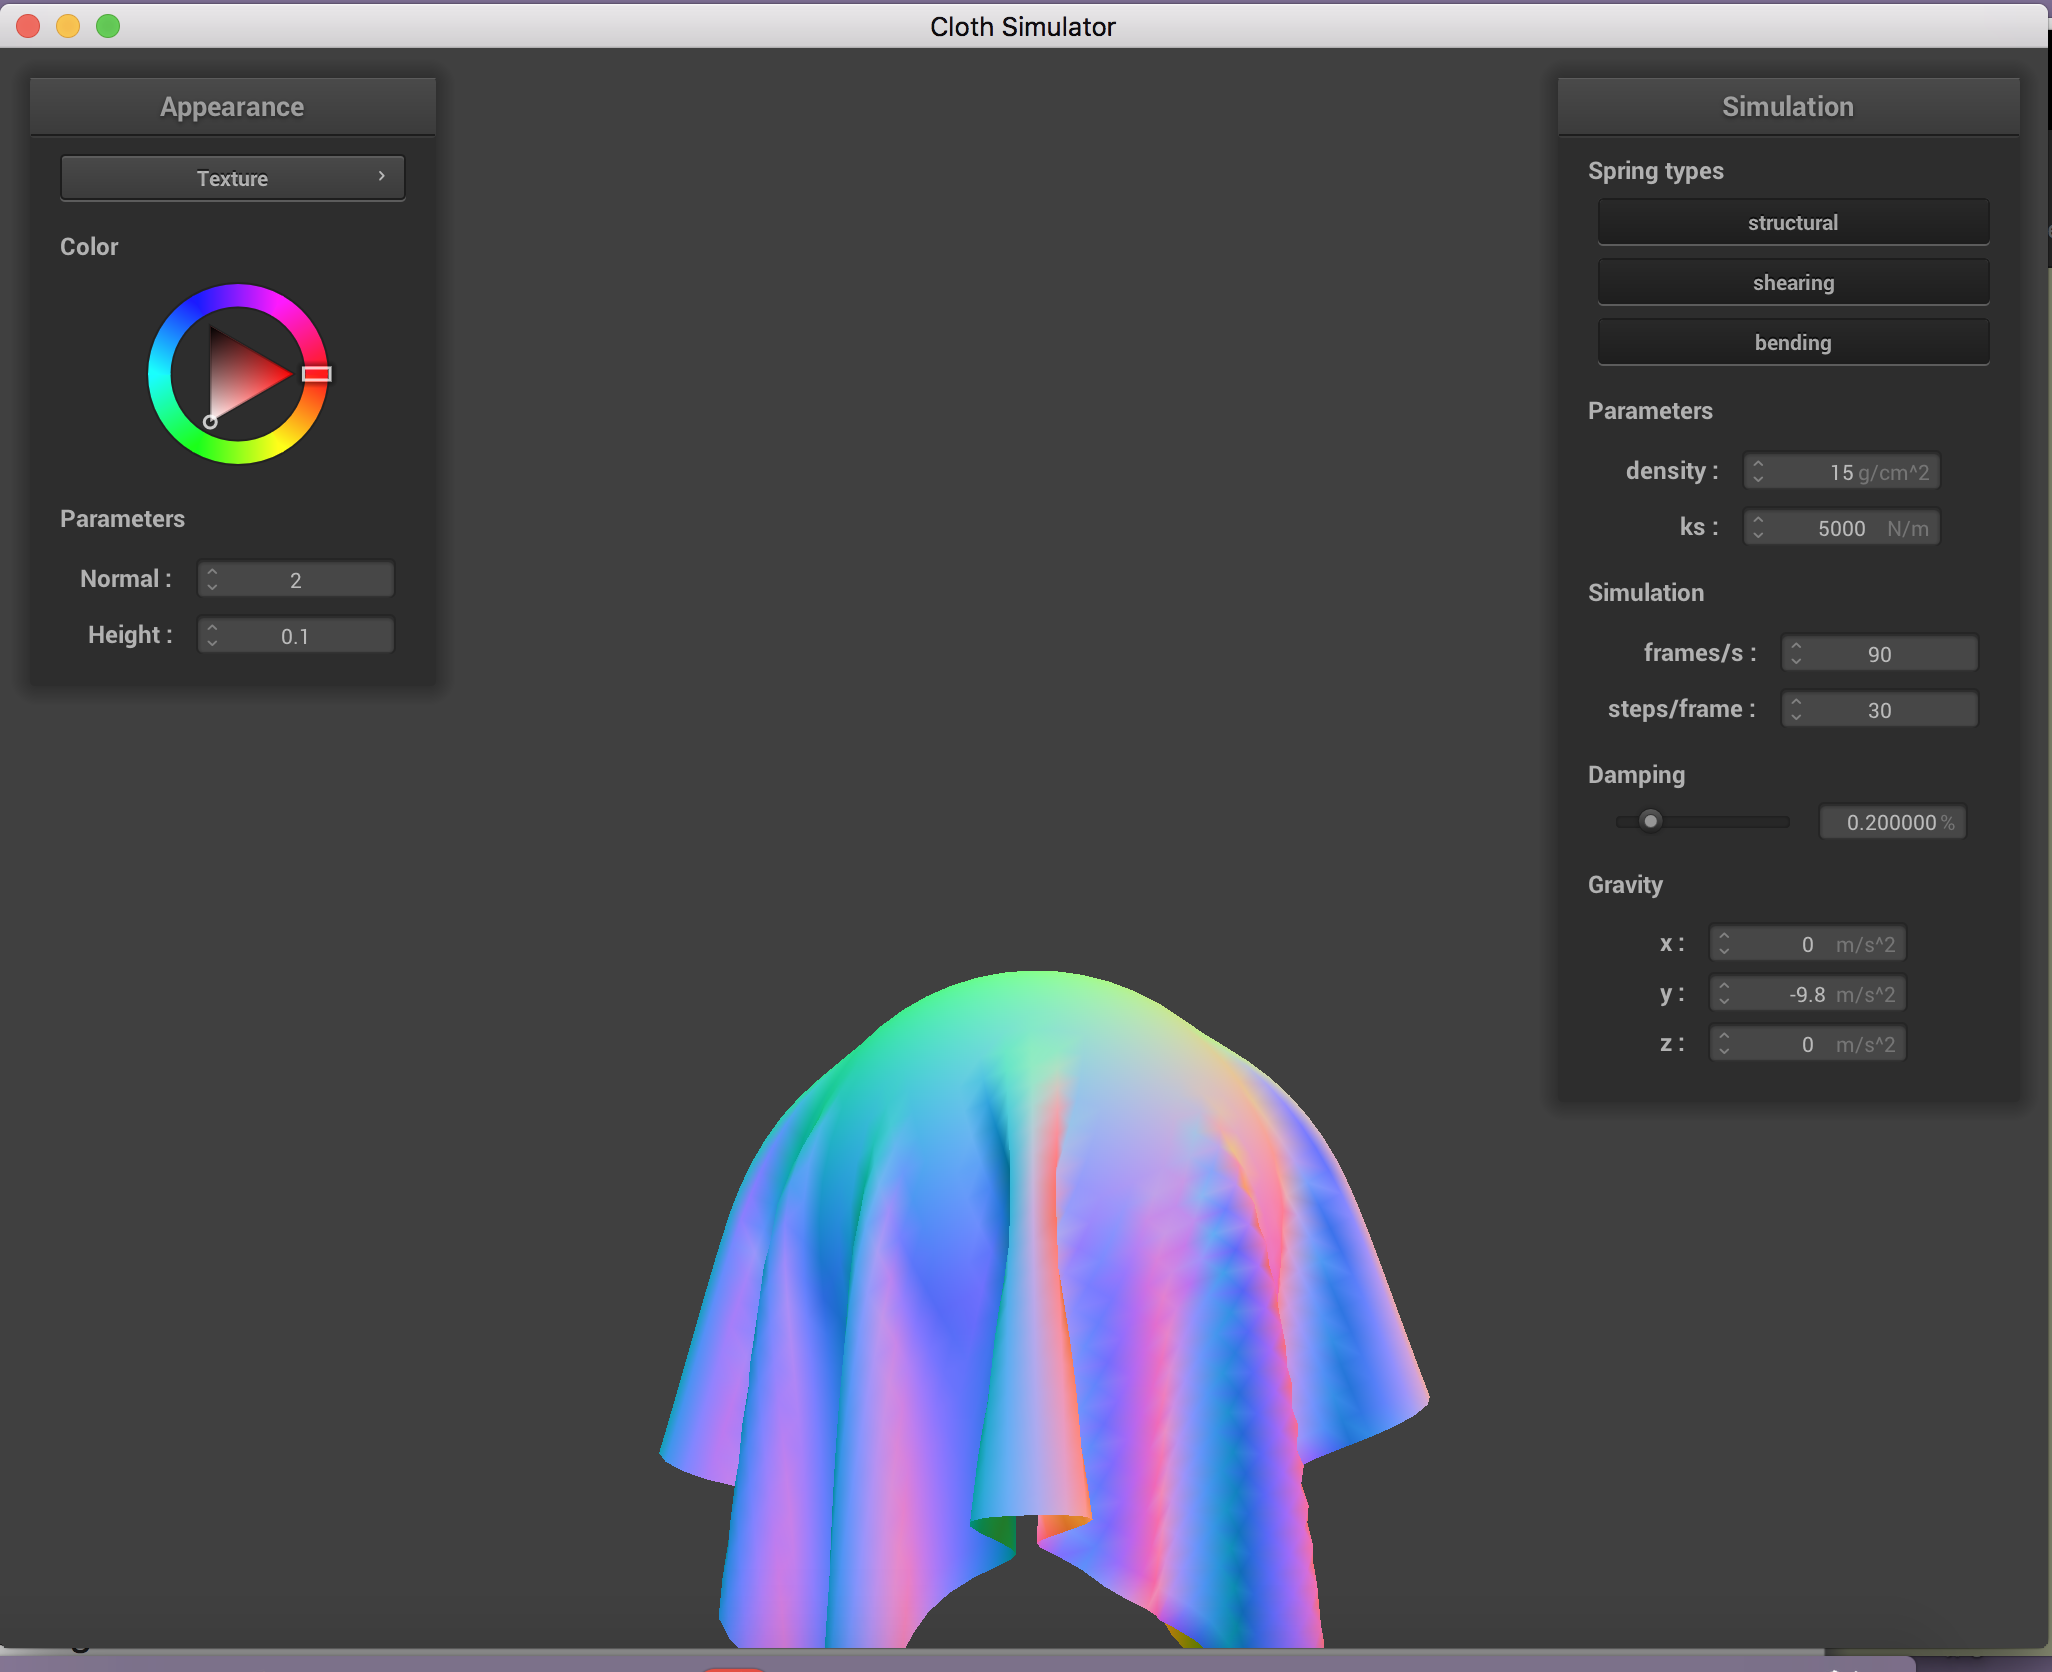 Cloth Simulator
Appearance
Texture
Color
Parameters
Normal :
2
Height :
0.1
Simulation
Spring types
structural
shearing
bending
Parameters
density :
15 g/cm^2
ks :
5000 N/m
Simulation
frames/s :
90
steps/frame :
30
Damping
0.200000 %
Gravity
x :
0 m/s^2
y :
-9.8 m/s^2
z :
0 m/s^2